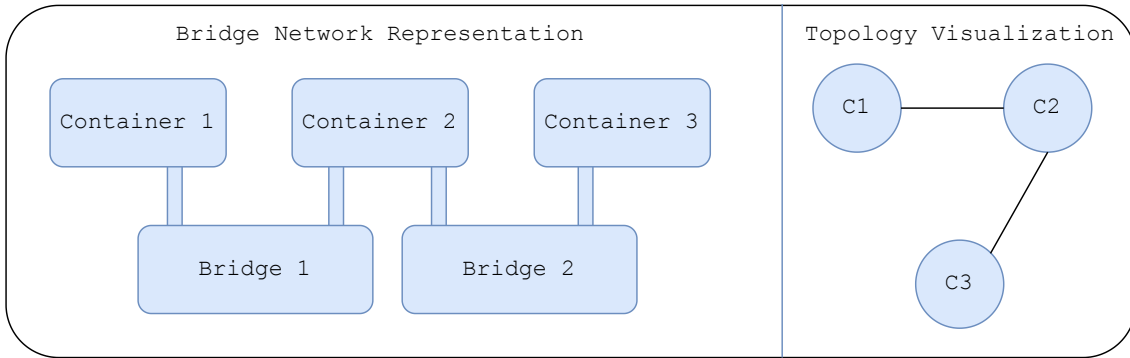 Bridge Network Representation
Container 1
Container 2
Container 3
Bridge 1
Bridge 2
Topology Visualization
C1
C2
C3